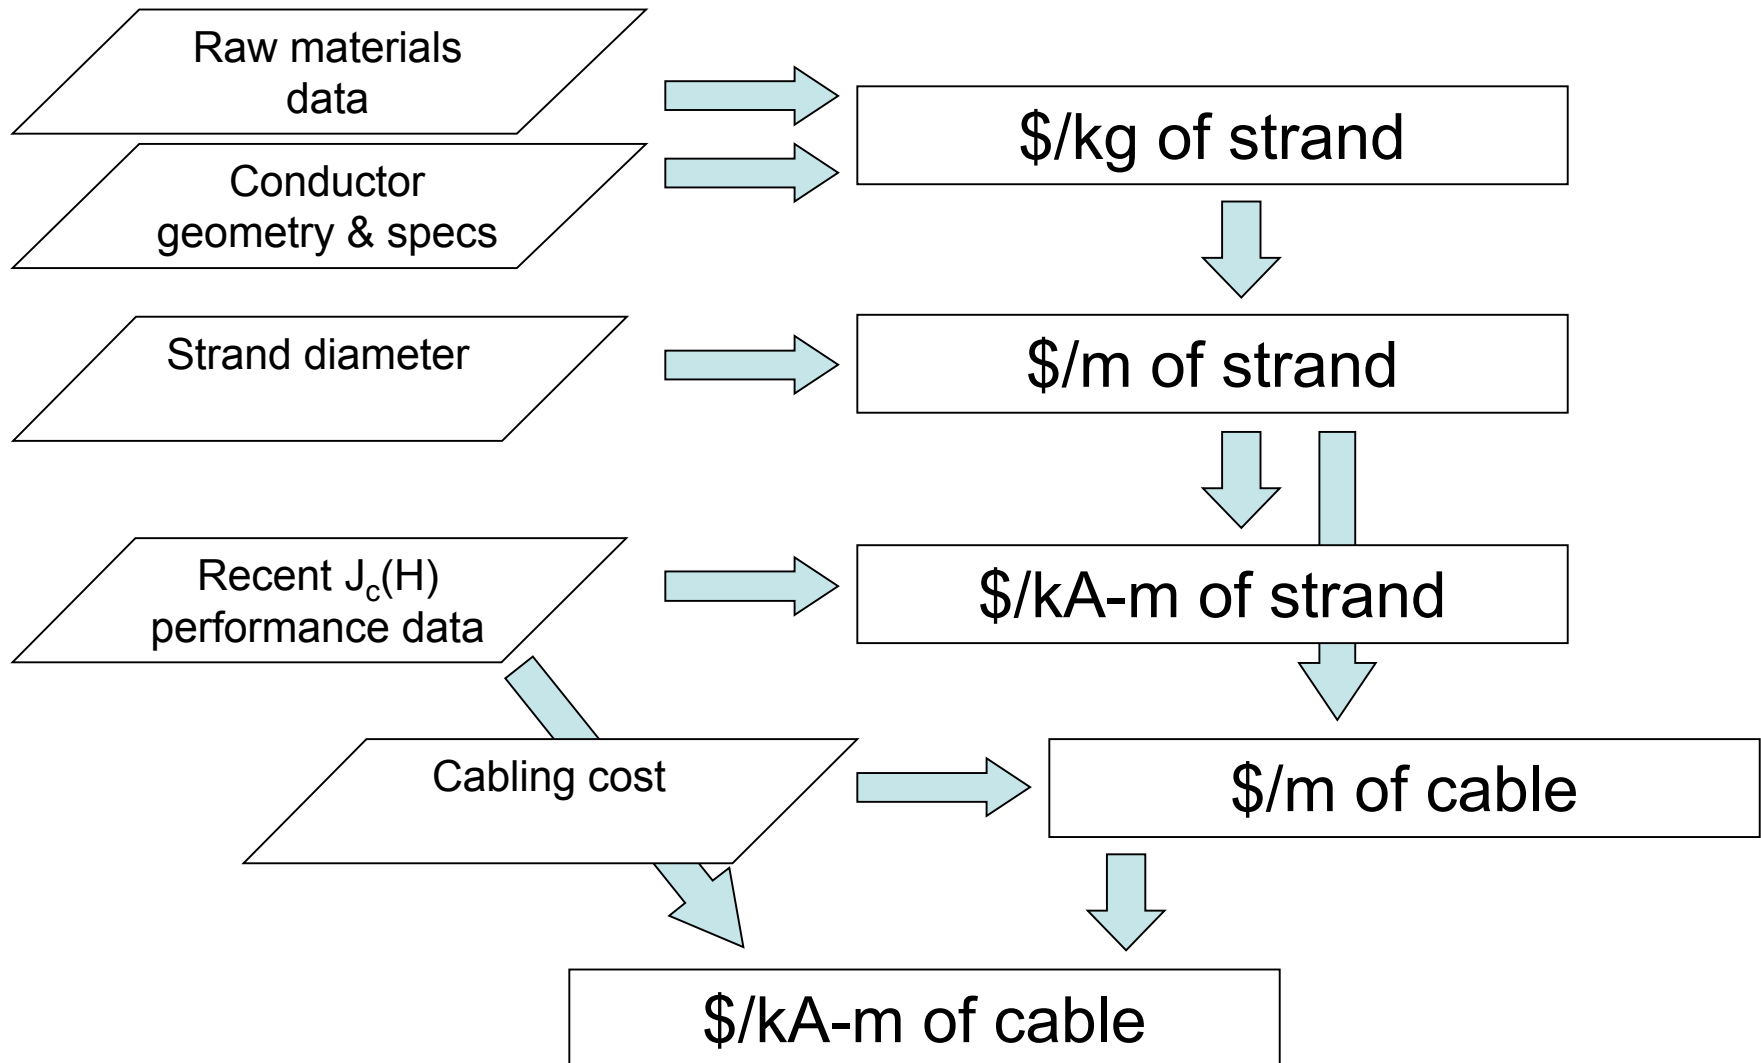 Raw materials
data
$/kg of strand
Conductor
geometry & specs
Strand diameter
$/m of strand
Recent Jc(H)
performance data
$/kA-m of strand
Cabling cost
$/m of cable
$/kA-m of cable